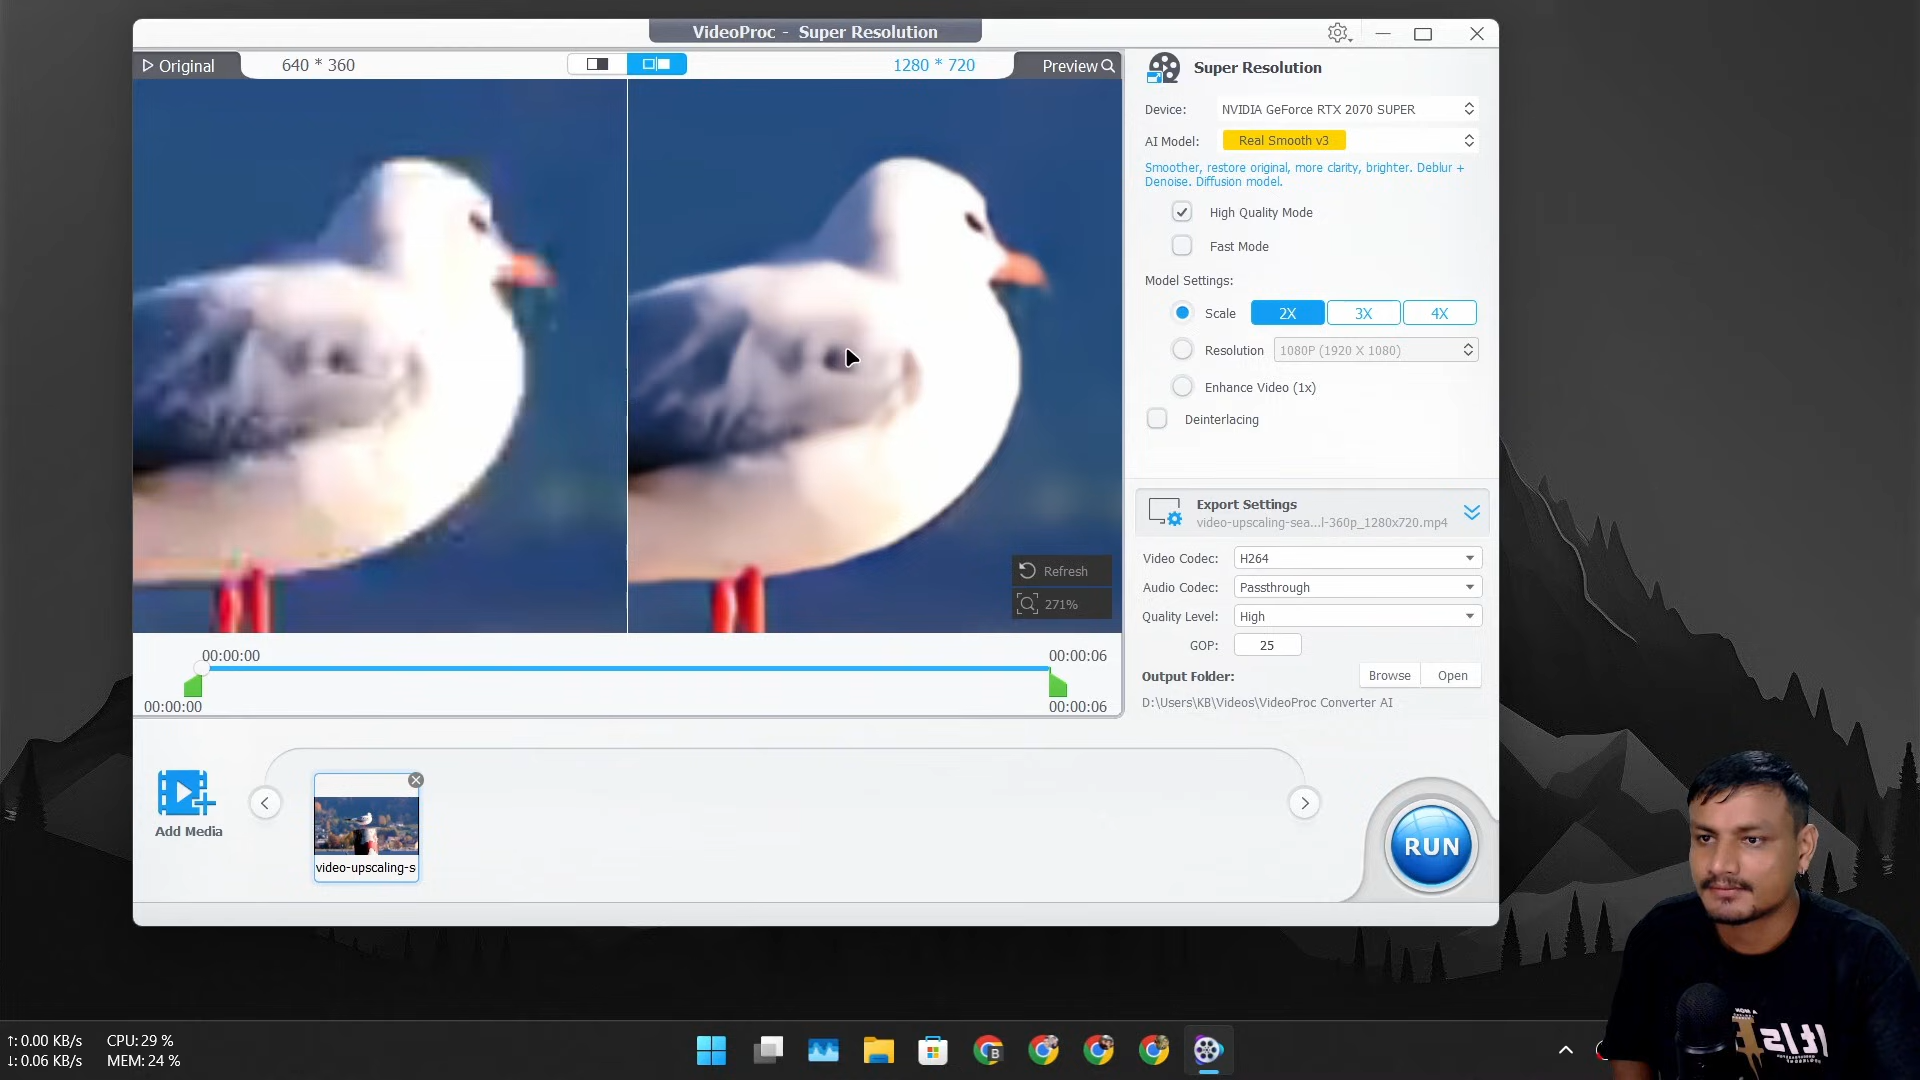 VideoProc - Super Resolution
Original
640 * 360
1280 * 720
Preview
Super Resolution
Device:
NVIDIA GeForce RTX 2070 SUPER
AI Model:
Real Smooth v3
Smoother, restore original, more clarity, brighter. Deblur +
Denoise. Diffusion model.
High Quality Mode
Fast Mode
Model Settings:
Scale
2X
3X
4X
Resolution
1080P (1920 X 1080)
Enhance Video (1x)
Deinterlacing
Refresh
271%
Export Settings
video-upscaling-sea...l-360p_1280x720.mp4
Video Codec:
H264
Audio Codec:
Passthrough
Quality Level:
High
GOP:
25
Output Folder:
Browse
Open
D:\Users\KB\Videos\VideoProc Converter AI
00:00:00
00:00:06
00:00:00
00:00:06
Add Media
video-upscaling-s
RUN
↑: 0.00 KB/s
CPU: 29 %
↓: 0.06 KB/s
MEM: 24 %
B